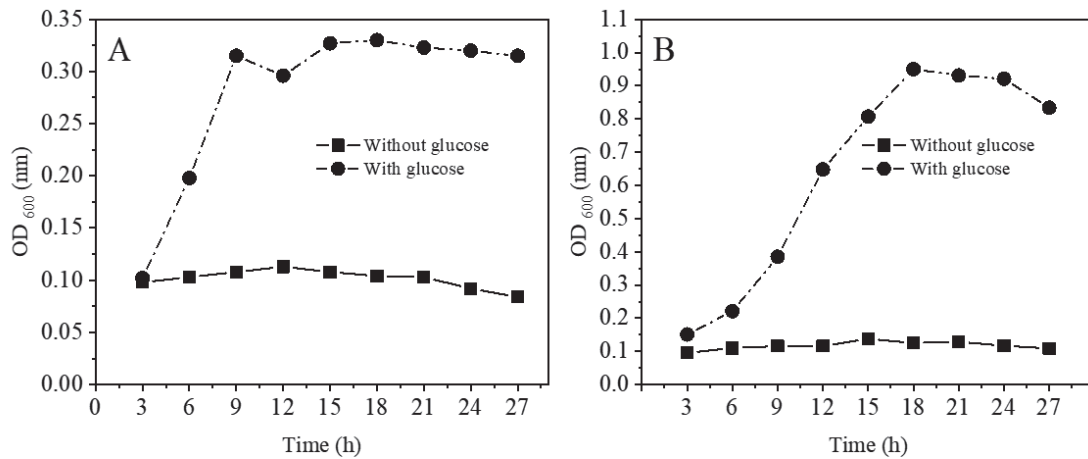 A
0.35
0.30
0.25
0.20
0.15
0.10
0.05
0.00
OD 600 (nm)
Without glucose
With glucose
0 3 6 9 12 15 18 21 24 27
Time (h)
B
1.1
1.0
0.9
0.8
0.7
0.6
0.5
0.4
0.3
0.2
0.1
0.0
OD 600 (nm)
Without glucose
With glucose
3 6 9 12 15 18 21 24 27
Time (h)